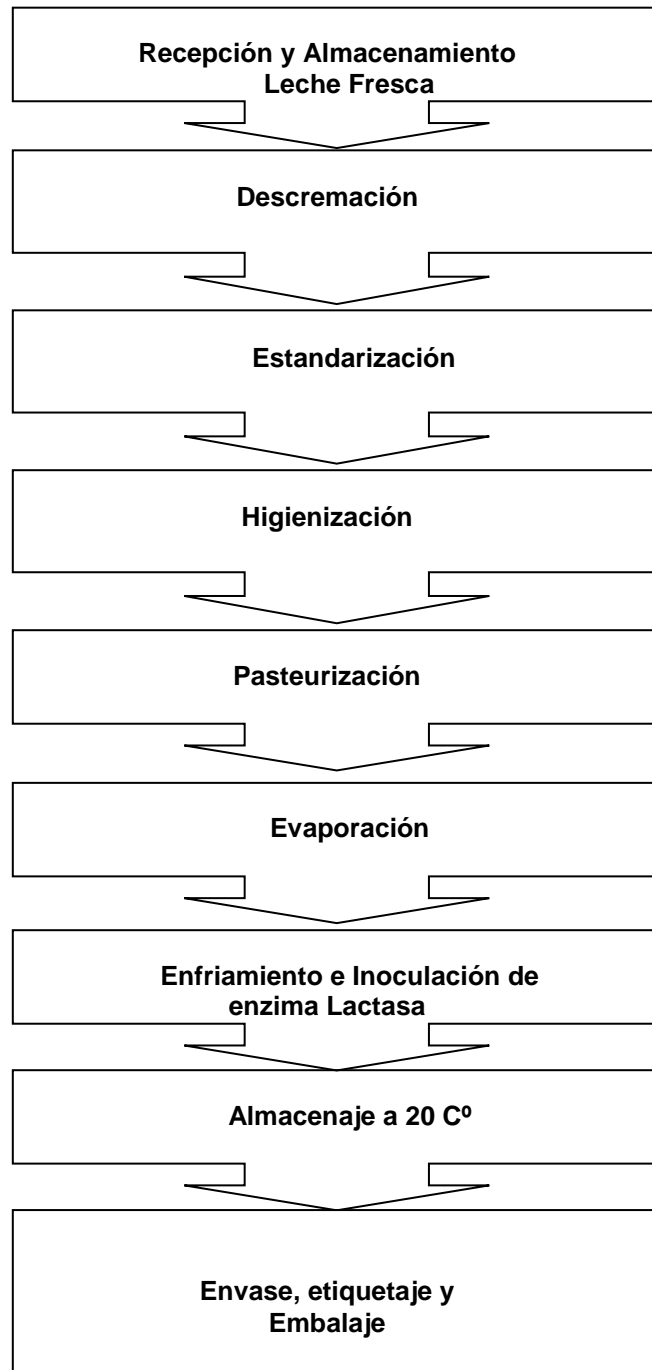 Recepción y Almacenamiento
Leche Fresca
Descremación
Estandarización
Higienización
Pasteurización
Evaporación
Enfriamiento e Inoculación de
enzima Lactasa
Almacenaje a 20 Cº
Envase, etiquetaje y
Embalaje